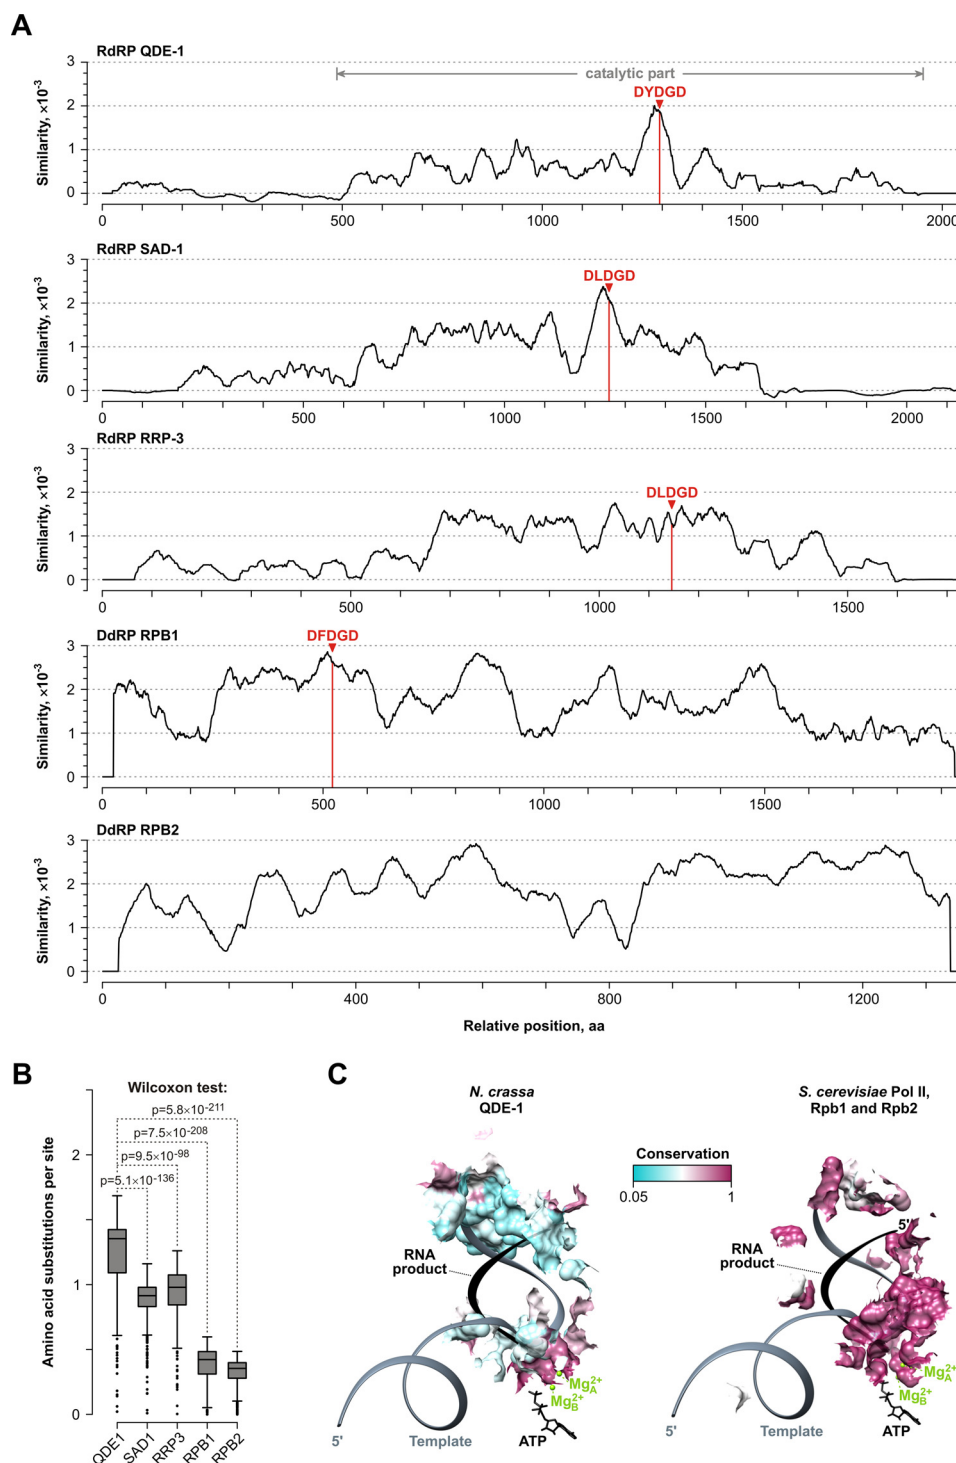 A
RdRP QDE-1
Similarity, ×10⁻³
3
2
1
0
catalytic part
DYDGD
0 500 1000 1500 2000
RdRP SAD-1
Similarity, ×10⁻³
3
2
1
0
DLDGD
0 500 1000 1500 2000
RdRP RRP-3
Similarity, ×10⁻³
3
2
1
0
DLDGD
0 500 1000 1500
DdRP RPB1
Similarity, ×10⁻³
3
2
1
0
DFDGD
0 500 1000 1500
DdRP RPB2
Similarity, ×10⁻³
3
2
1
0
0 400 800 1200
Relative position, aa
B
Wilcoxon test:
p=5.8×10⁻²¹¹
p=7.5×10⁻²⁰⁸
p=9.5×10⁻⁹⁸
p=5.1×10⁻¹³⁶
Amino acid substitutions per site
2
1
0
QDE1 SAD1 RRP3 RPB1 RPB2
C
N. crassa
QDE-1
S. cerevisiae Pol II,
Rpb1 and Rpb2
Conservation
0.05 1
RNA
product
Mg²⁺A
Mg²⁺B
ATP
5'
Template
5'
RNA
product
Mg²⁺A
Mg²⁺B
ATP
5'
Template